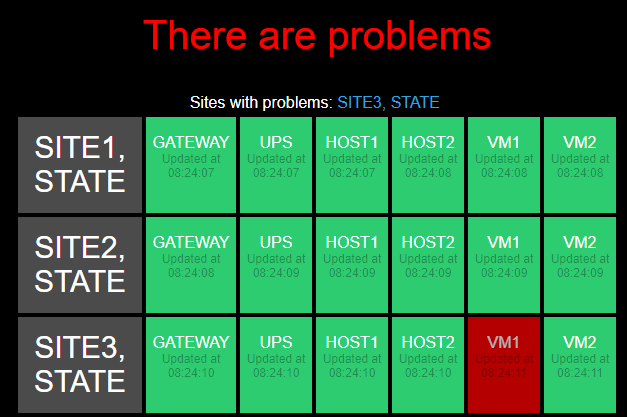 There are problems
Sites with problems: SITE3, STATE
SITE1,
STATE
GATEWAY
Updated at
08:24:07
UPS
Updated at
08:24:07
HOST1
Updated at
08:24:07
HOST2
Updated at
08:24:08
VM1
Updated at
08:24:08
VM2
Updated at
08:24:08
SITE2,
STATE
GATEWAY
Updated at
08:24:08
UPS
Updated at
08:24:09
HOST1
Updated at
08:24:09
HOST2
Updated at
08:24:09
VM1
Updated at
08:24:09
VM2
Updated at
08:24:09
SITE3,
STATE
GATEWAY
Updated at
08:24:10
UPS
Updated at
08:24:10
HOST1
Updated at
08:24:10
HOST2
Updated at
08:24:10
VM1
Updated at
08:24:11
VM2
Updated at
08:24:11